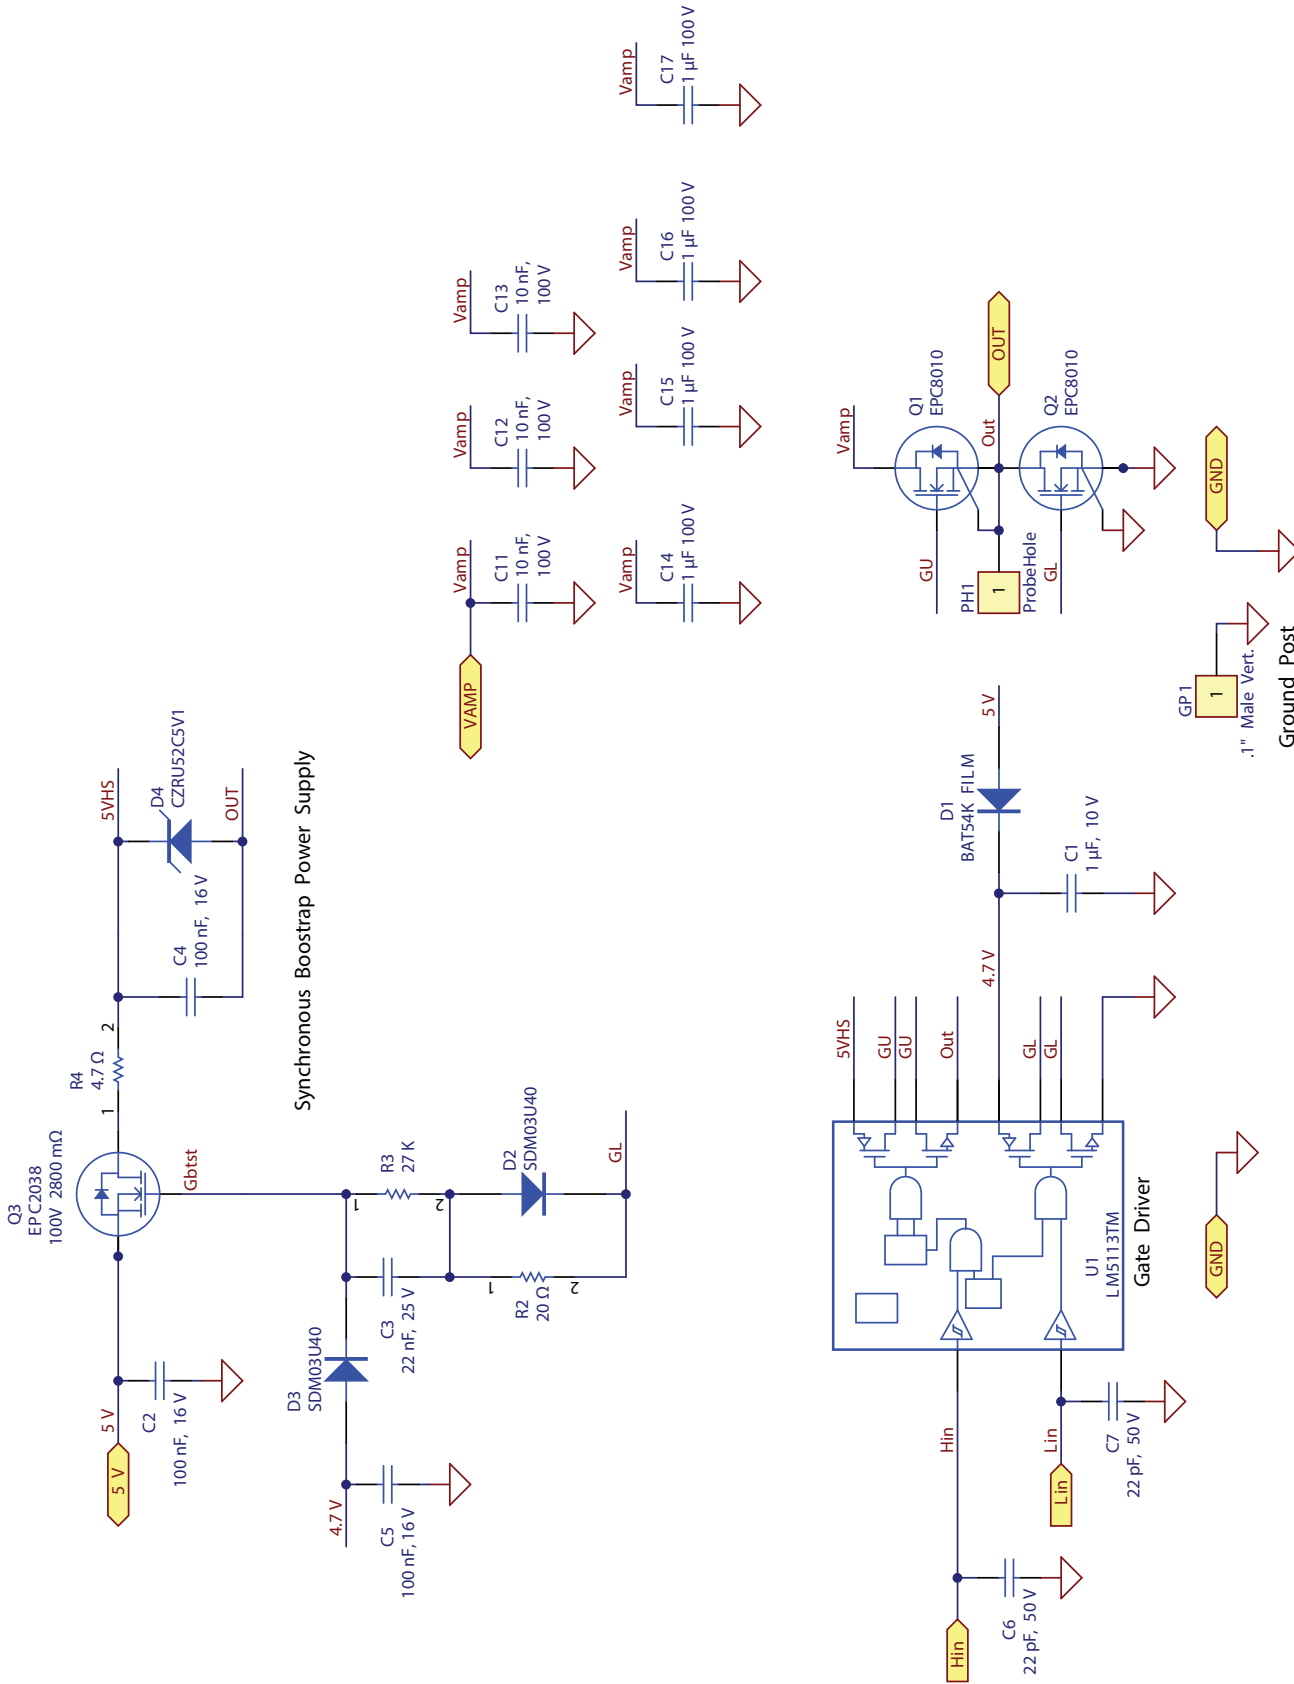 Q3
EPC2038
100V 2800 mΩ
5 V
5 V
C2
100 nF, 16 V
Gbtst
1
R4
4.7 Ω
2
C4
100 nF, 16 V
5VHS
D4
CZRU52C5V1
OUT
4.7 V
C5
100 nF, 16 V
D3
SDM03U40
C3
22 nF, 25 V
1
R3
27 K
2
1
R2
20 Ω
2
D2
SDM03U40
GL
Synchronous Boostrap Power Supply
VAMP
Vamp
C11
10 nF,
100 V
Vamp
C12
10 nF,
100 V
Vamp
C13
10 nF,
100 V
Vamp
C14
1 µF 100 V
Vamp
C15
1 µF 100 V
Vamp
C16
1 µF 100 V
Vamp
C17
1 µF 100 V
Hin
C6
22 pF, 50 V
Hin
Lin
Lin
C7
22 pF, 50 V
U1
LM5113TM
Gate Driver
5VHS
GU
GU
Out
4.7 V
GL
GL
D1
BAT54K FILM
5 V
C1
1 µF, 10 V
GND
Vamp
Q1
EPC8010
GU
PH1
1
ProbeHole
Out
OUT
GL
Q2
EPC8010
GP1
1
.1" Male Vert.
Ground Post
GND